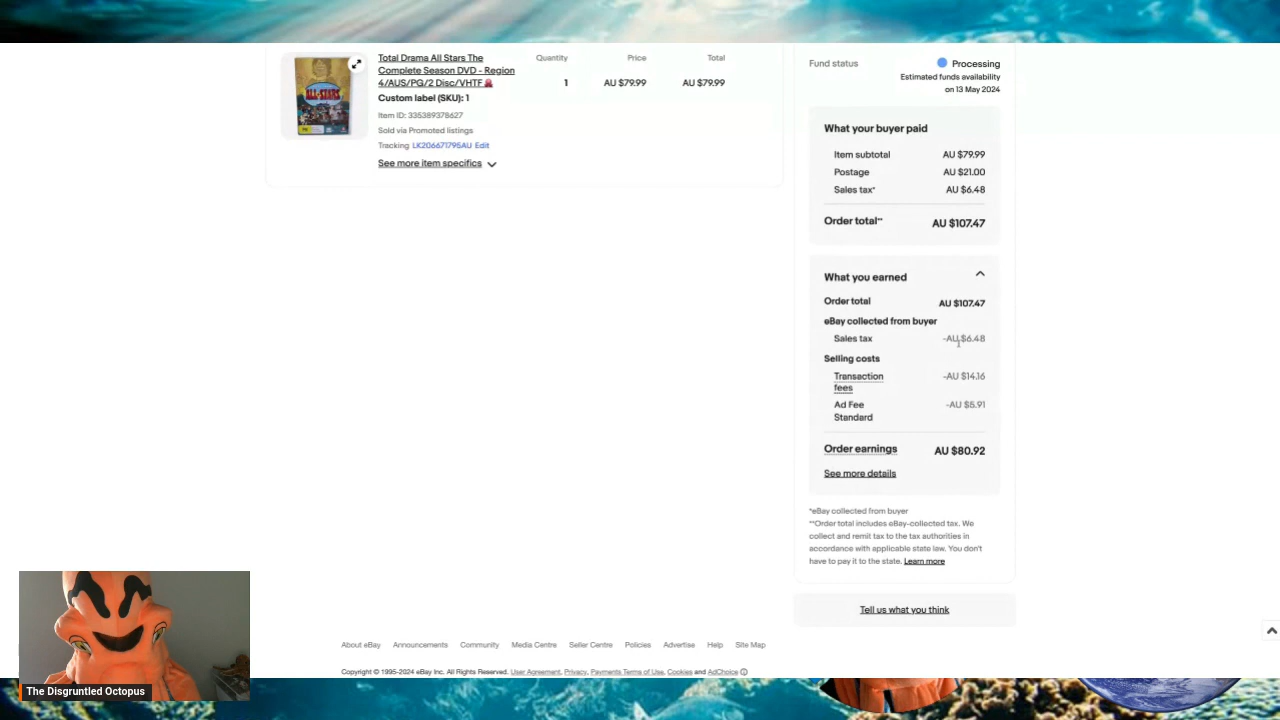 Total Drama All Stars The
Complete Season DVD - Region
4/AUS/PG/2 Disc/VHTF
Custom label (SKU): 1
Item ID: 335389378627
Sold via Promoted listings
Tracking LK206671795AU Edit
See more item specifics
Quantity Price Total
1 AU $79.99 AU $79.99
ALL-STARS
Fund status Processing
Estimated funds availability
on 13 May 2024
What your buyer paid
Item subtotal AU $79.99
Postage AU $21.00
Sales tax* AU $6.48
Order total** AU $107.47
What you earned
Order total AU $107.47
eBay collected from buyer
Sales tax -AU $6.48
Selling costs
Transaction fees -AU $14.16
Ad Fee Standard -AU $5.91
Order earnings AU $80.92
See more details
*eBay collected from buyer
**Order total includes eBay-collected tax. We
collect and remit tax to the tax authorities in
accordance with applicable state law. You don't
have to pay it to the state. Learn more
Tell us what you think
About eBay Announcements Community Media Centre Seller Centre Policies Advertise Help Site Map
Copyright © 1995-2024 eBay Inc. All Rights Reserved. User Agreement, Privacy, Payments Terms of Use, Cookies and AdChoice
The Disgruntled Octopus